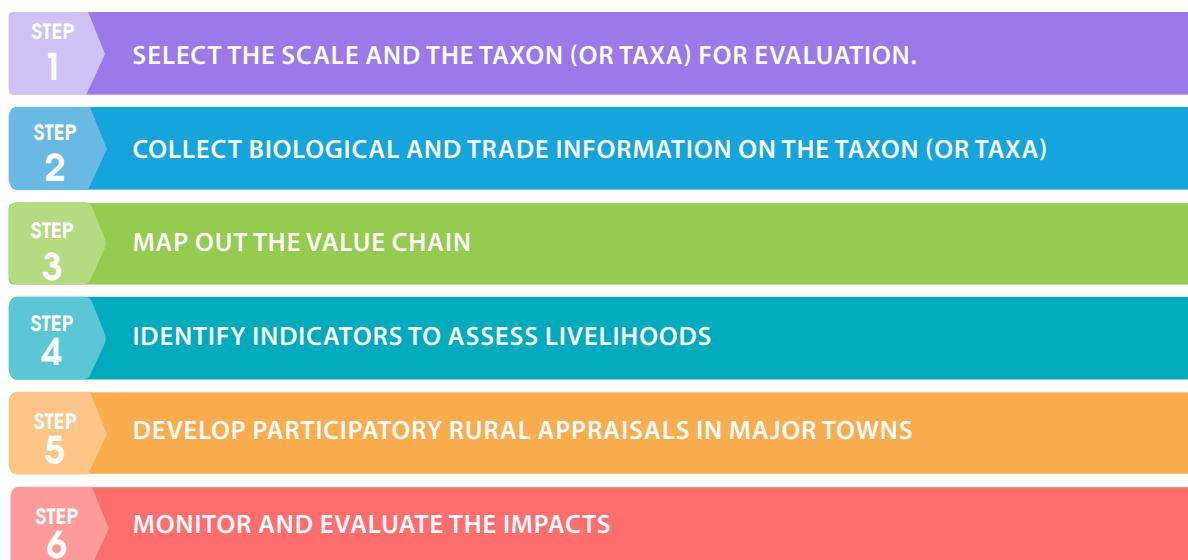 STEP
1
SELECT THE SCALE AND THE TAXON (OR TAXA) FOR EVALUATION.
STEP
2
COLLECT BIOLOGICAL AND TRADE INFORMATION ON THE TAXON (OR TAXA)
STEP
3
MAP OUT THE VALUE CHAIN
STEP
4
IDENTIFY INDICATORS TO ASSESS LIVELIHOODS
STEP
5
DEVELOP PARTICIPATORY RURAL APPRAISALS IN MAJOR TOWNS
STEP
6
MONITOR AND EVALUATE THE IMPACTS